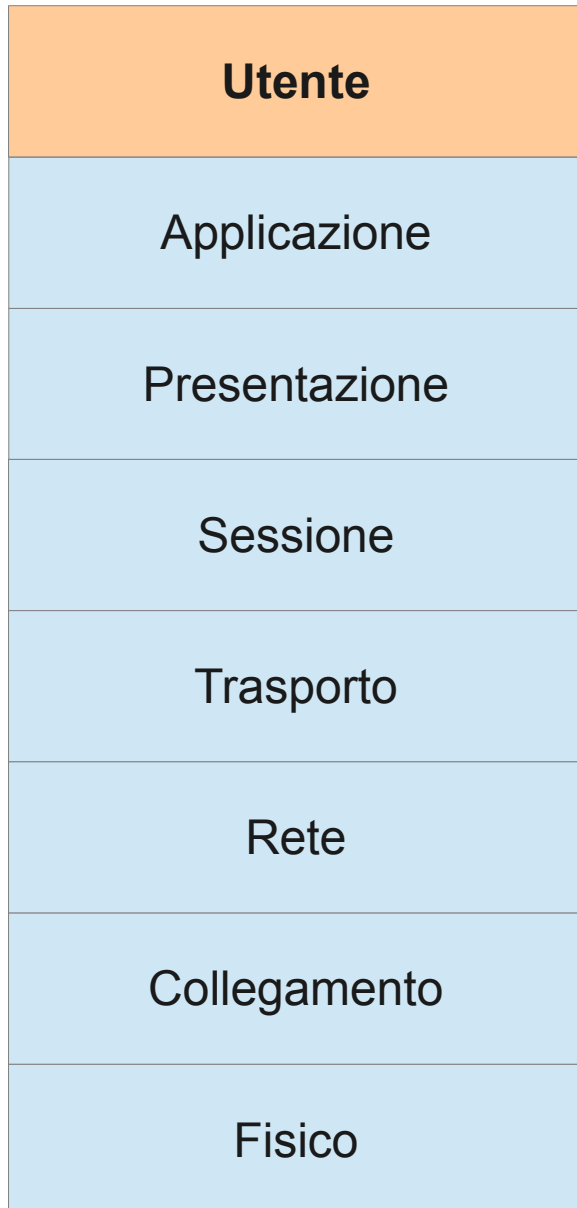 Utente
Applicazione
Presentazione
Sessione
Trasporto
Rete
Collegamento
Fisico